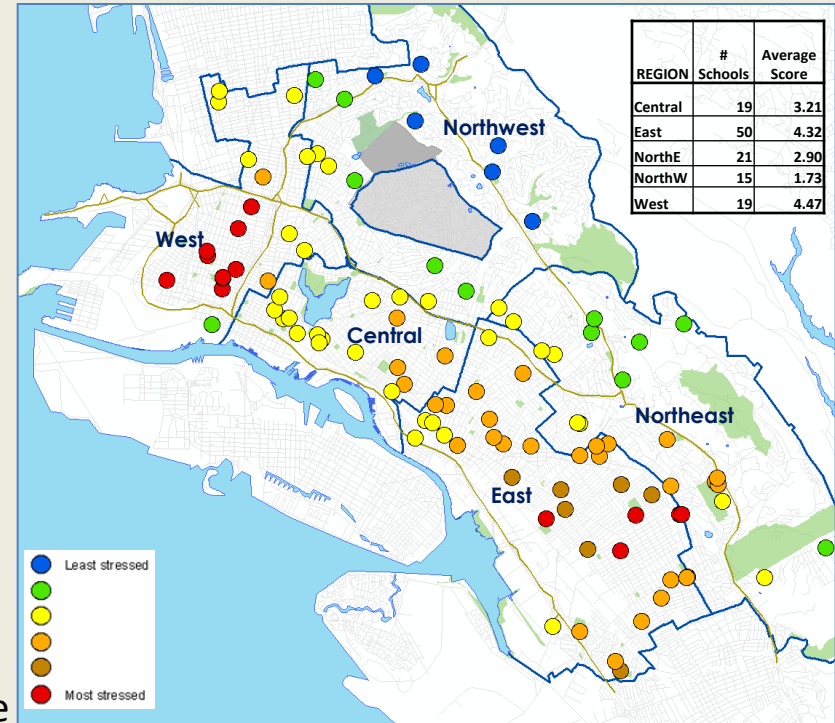 REGION # Schools Average Score
Central 19 3.21
East 50 4.32
NorthE 21 2.90
NorthW 15 1.73
West 19 4.47
Northwest
West
Central
Northeast
East
Least stressed
Most stressed
e